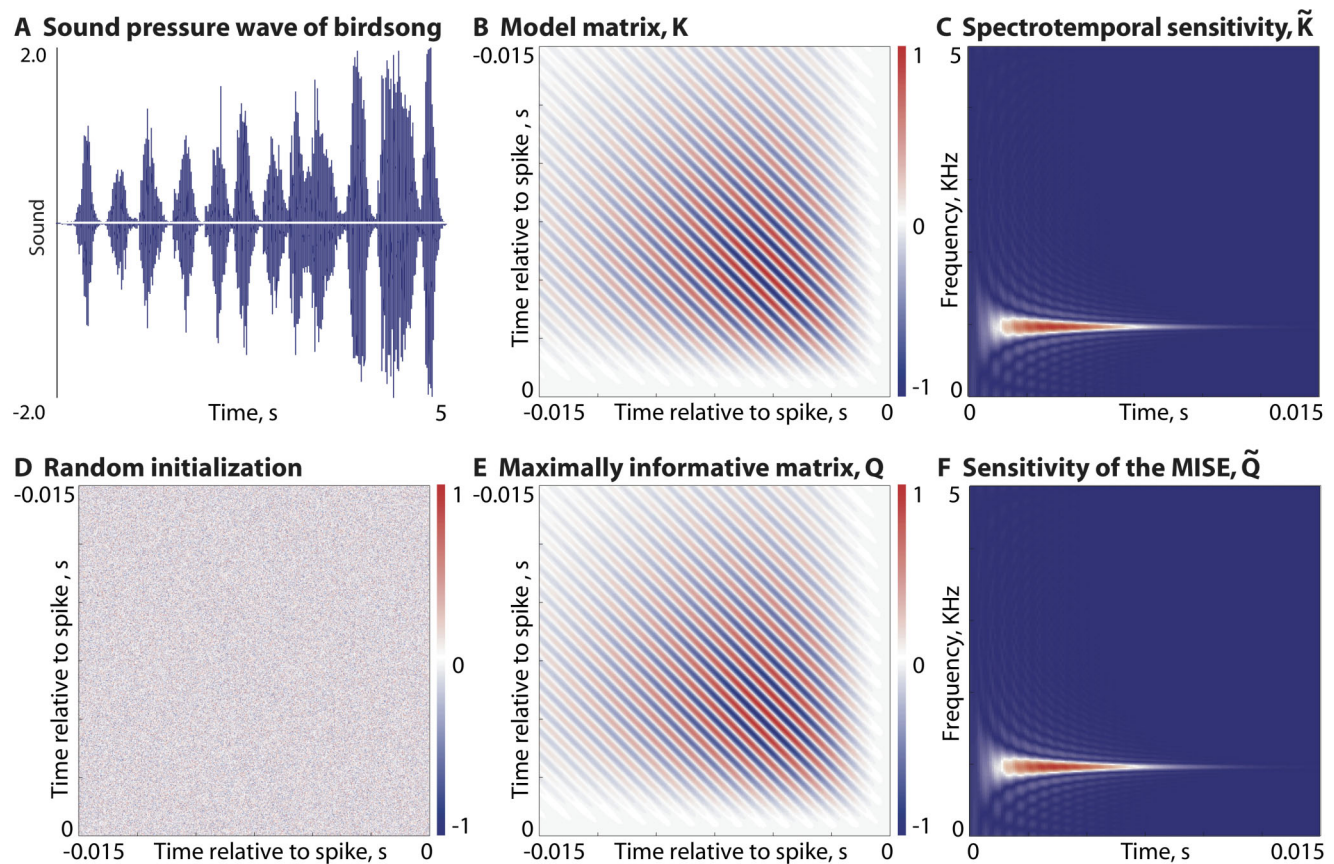 A Sound pressure wave of birdsong
2.0
Sound
-2.0
Time, s
5
B Model matrix, K
-0.015
Time relative to spike , s
0
-0.015
Time relative to spike, s
0
1
0
-1
C Spectrotemporal sensitivity, K̃
5
Frequency, KHz
0
0
Time, s
0.015
D Random initialization
-0.015
Time relative to spike , s
0
-0.015
Time relative to spike, s
0
1
0
-1
E Maximally informative matrix, Q
-0.015
Time relative to spike , s
0
-0.015
Time relative to spike, s
0
1
0
-1
F Sensitivity of the MISE, Q̃
5
Frequency, KHz
0
0
Time, s
0.015